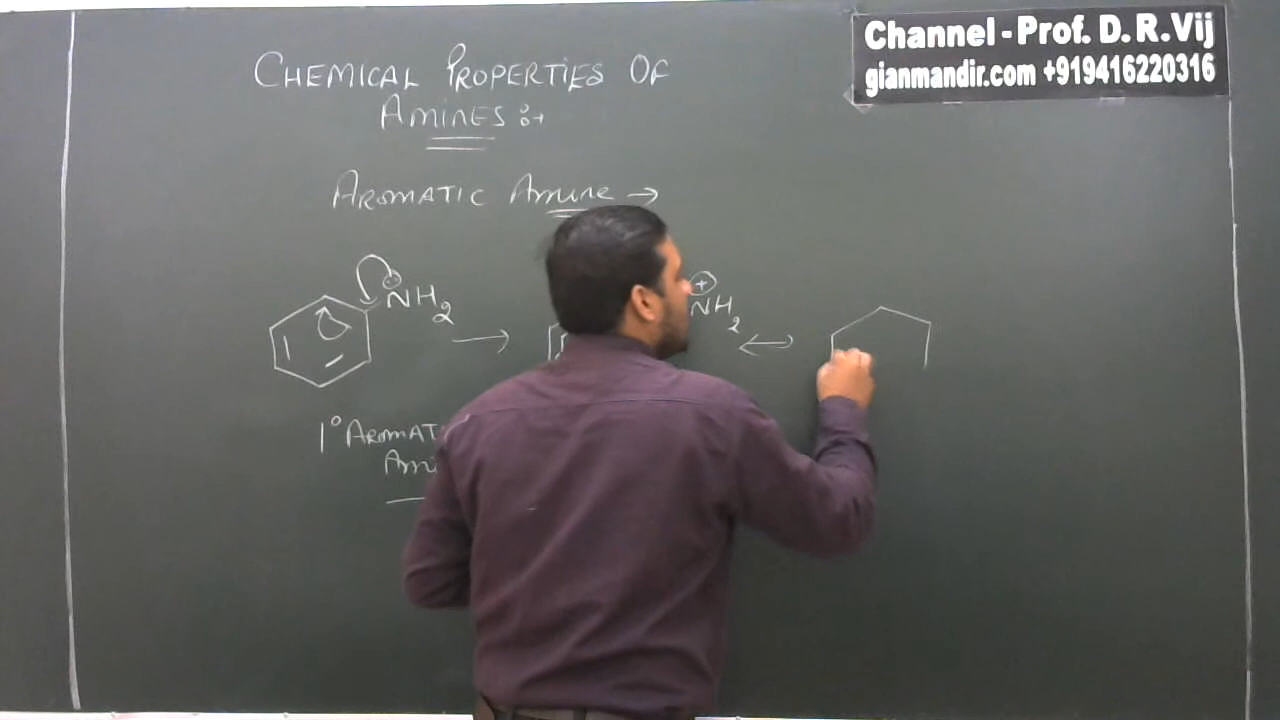 Channel - Prof. D. R. Vij
gianmandir.com +919416220316
CHEMICAL PROPERTIES OF
AMINES :→
AROMATIC AMINE →
NH2
NH2
1° AROMAT
AMI